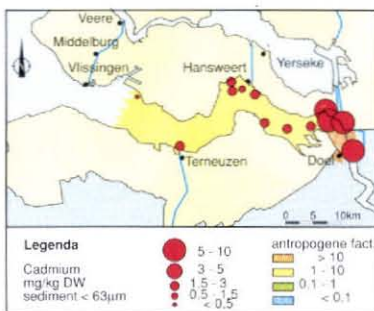 Veere
Middelburg
Vlissingen
Hansweert
Yerseke
Terneuzen
Doel
0 5 10km
Legenda
Cadmium
mg/kg DW
sediment < 63µm
5 - 10
3 - 5
1.5 - 3
0.5 - 1.5
< 0.5
antropogene fact
> 10
1 - 10
0.1 - 1
< 0.1